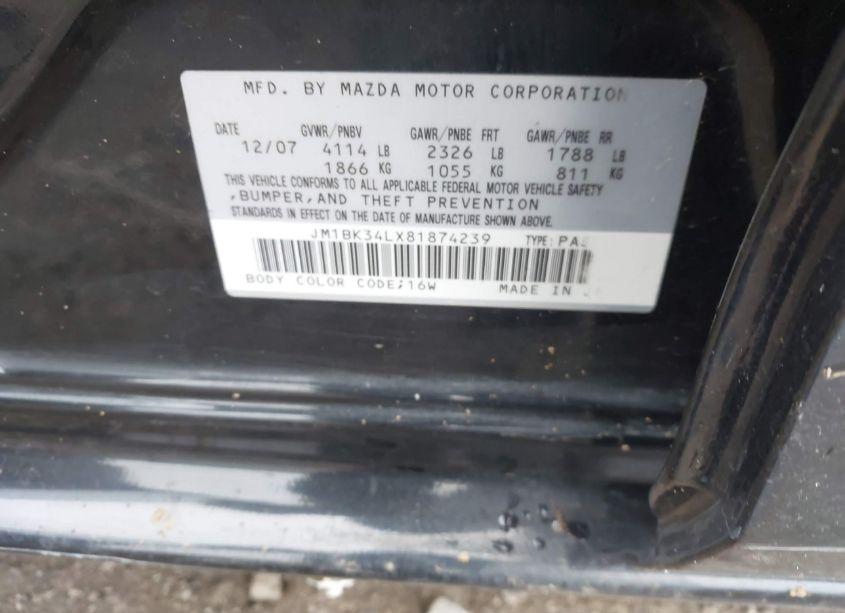 MFD. BY MAZDA MOTOR CORPORATION
DATE GVWR/PNBV GAWR/PNBE FRT GAWR/PNBE RR
12/07 4114 LB 2326 LB 1788 LB
1866 KG 1055 KG 811 KG
THIS VEHICLE CONFORMS TO ALL APPLICABLE FEDERAL MOTOR VEHICLE SAFETY
,BUMPER,AND THEFT PREVENTION
STANDARDS IN EFFECT ON THE DATE OF MANUFACTURE SHOWN ABOVE.
JM1BK34LX81874239 TYPE:
BODY COLOR CODE;16W MADE IN